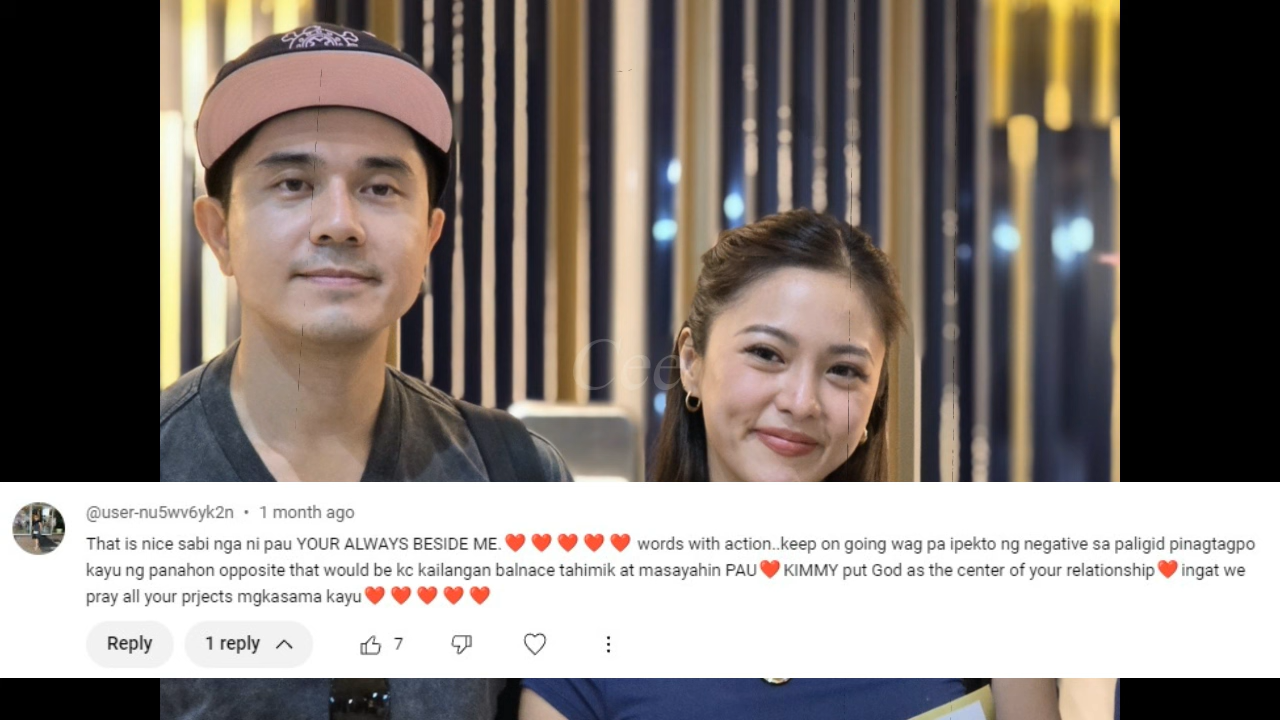 Cee
@user-nu5wv6yk2n • 1 month ago
That is nice sabi nga ni pau YOUR ALWAYS BESIDE ME.❤️❤️❤️❤️❤️ words with action..keep on going wag pa ipekto ng negative sa paligid pinagtagpo
kayu ng panahon opposite that would be kc kailangan balnace tahimik at masayahin PAU❤️KIMMY put God as the center of your relationship❤️ingat we
pray all your prjects mgkasama kayu❤️❤️❤️❤️❤️
Reply 1 reply 7